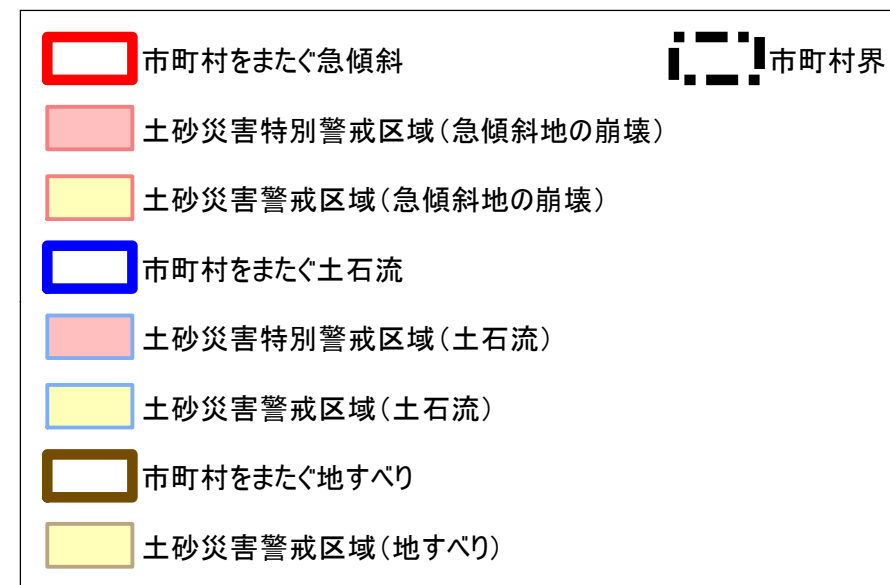 市町村をまたぐ急傾斜
市町村界
土砂災害特別警戒区域（急傾斜地の崩壊）
土砂災害警戒区域（急傾斜地の崩壊）
市町村をまたぐ土石流
土砂災害特別警戒区域（土石流）
土砂災害警戒区域（土石流）
市町村をまたぐ地すべり
土砂災害警戒区域（地すべり）